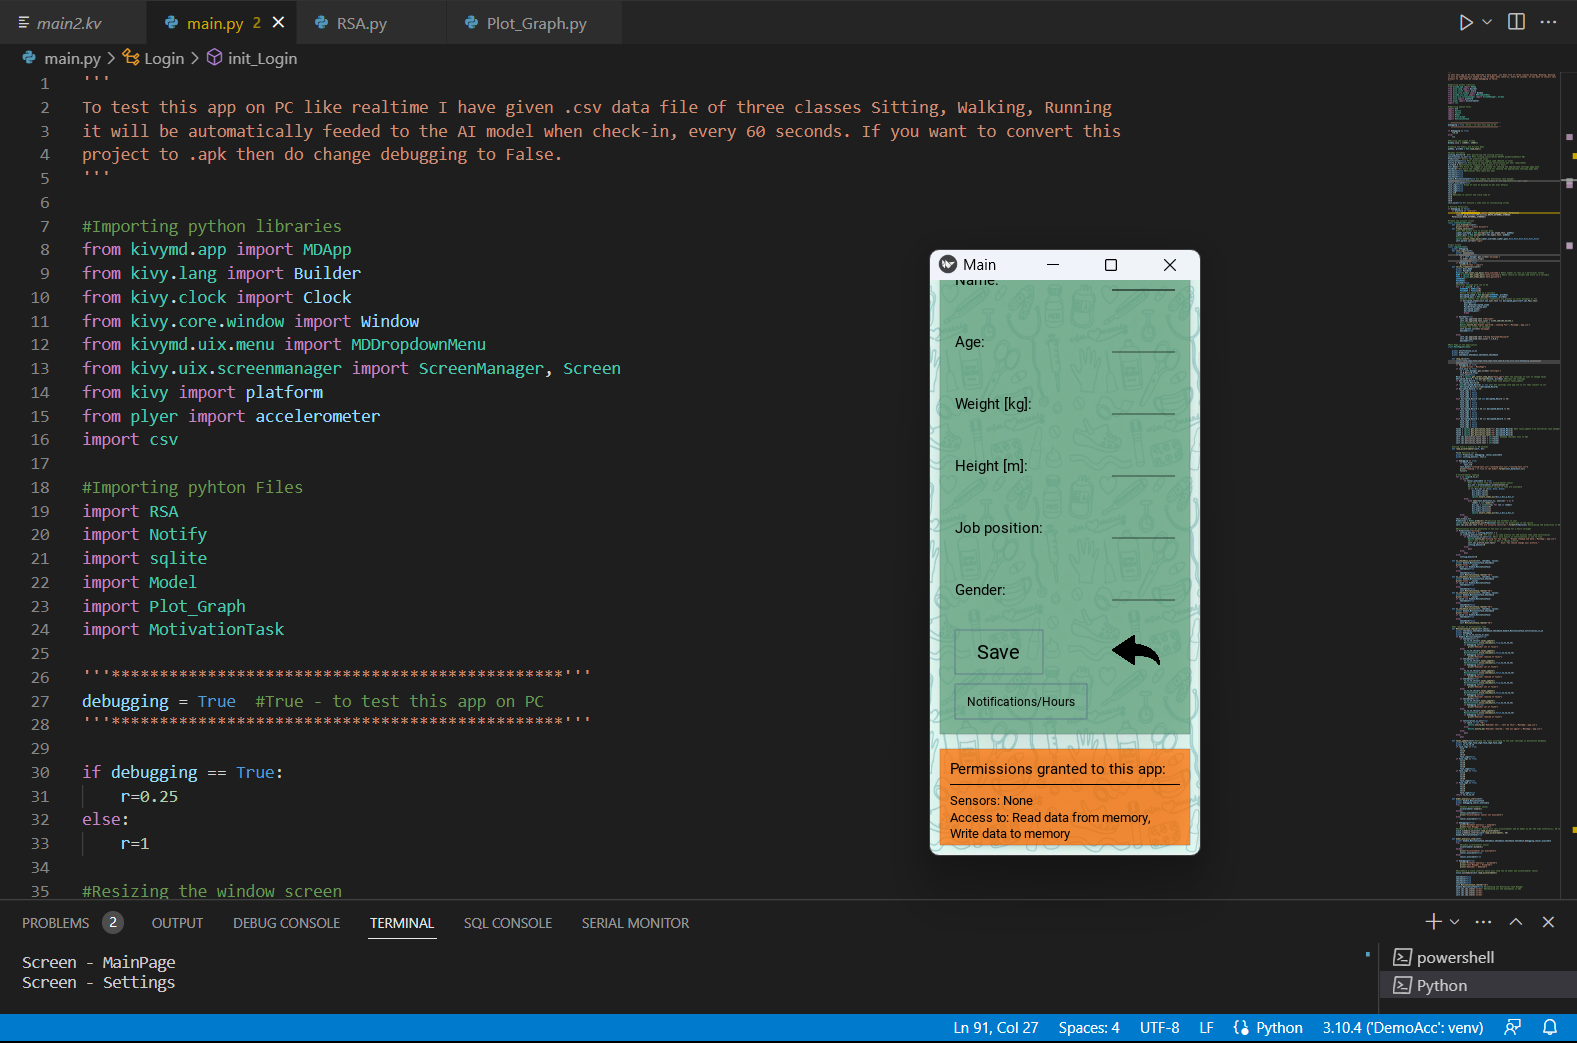 main2.kv
main.py 2
RSA.py
Plot_Graph.py
main.py > Login > init_Login
1 '''
2 To test this app on PC like realtime I have given .csv data file of three classes Sitting, Walking, Running
3 it will be automatically feeded to the AI model when check-in, every 60 seconds. If you want to convert this
4 project to .apk then do change debugging to False.
5 '''
6
7 #Importing python libraries
8 from kivymd.app import MDApp
9 from kivy.lang import Builder
10 from kivy.clock import Clock
11 from kivy.core.window import Window
12 from kivymd.uix.menu import MDDropdownMenu
13 from kivy.uix.screenmanager import ScreenManager, Screen
14 from kivy import platform
15 from plyer import accelerometer
16 import csv
17
18 #Importing pyhton Files
19 import RSA
20 import Notify
21 import sqlite
22 import Model
23 import Plot_Graph
24 import MotivationTask
25
26 '''***********************************************'''
27 debugging = True  #True - to test this app on PC
28 '''***********************************************'''
29
30 if debugging == True:
31     r=0.25
32 else:
33     r=1
34
35 #Resizing the window screen
Main
Name:
Age:
Weight [kg]:
Height [m]:
Job position:
Gender:
Save
Notifications/Hours
Permissions granted to this app:
Sensors: None
Access to: Read data from memory,
Write data to memory
PROBLEMS 2 OUTPUT DEBUG CONSOLE TERMINAL SQL CONSOLE SERIAL MONITOR
Screen - MainPage
Screen - Settings
powershell
Python
Ln 91, Col 27 Spaces: 4 UTF-8 LF Python 3.10.4 ('DemoAcc': venv)